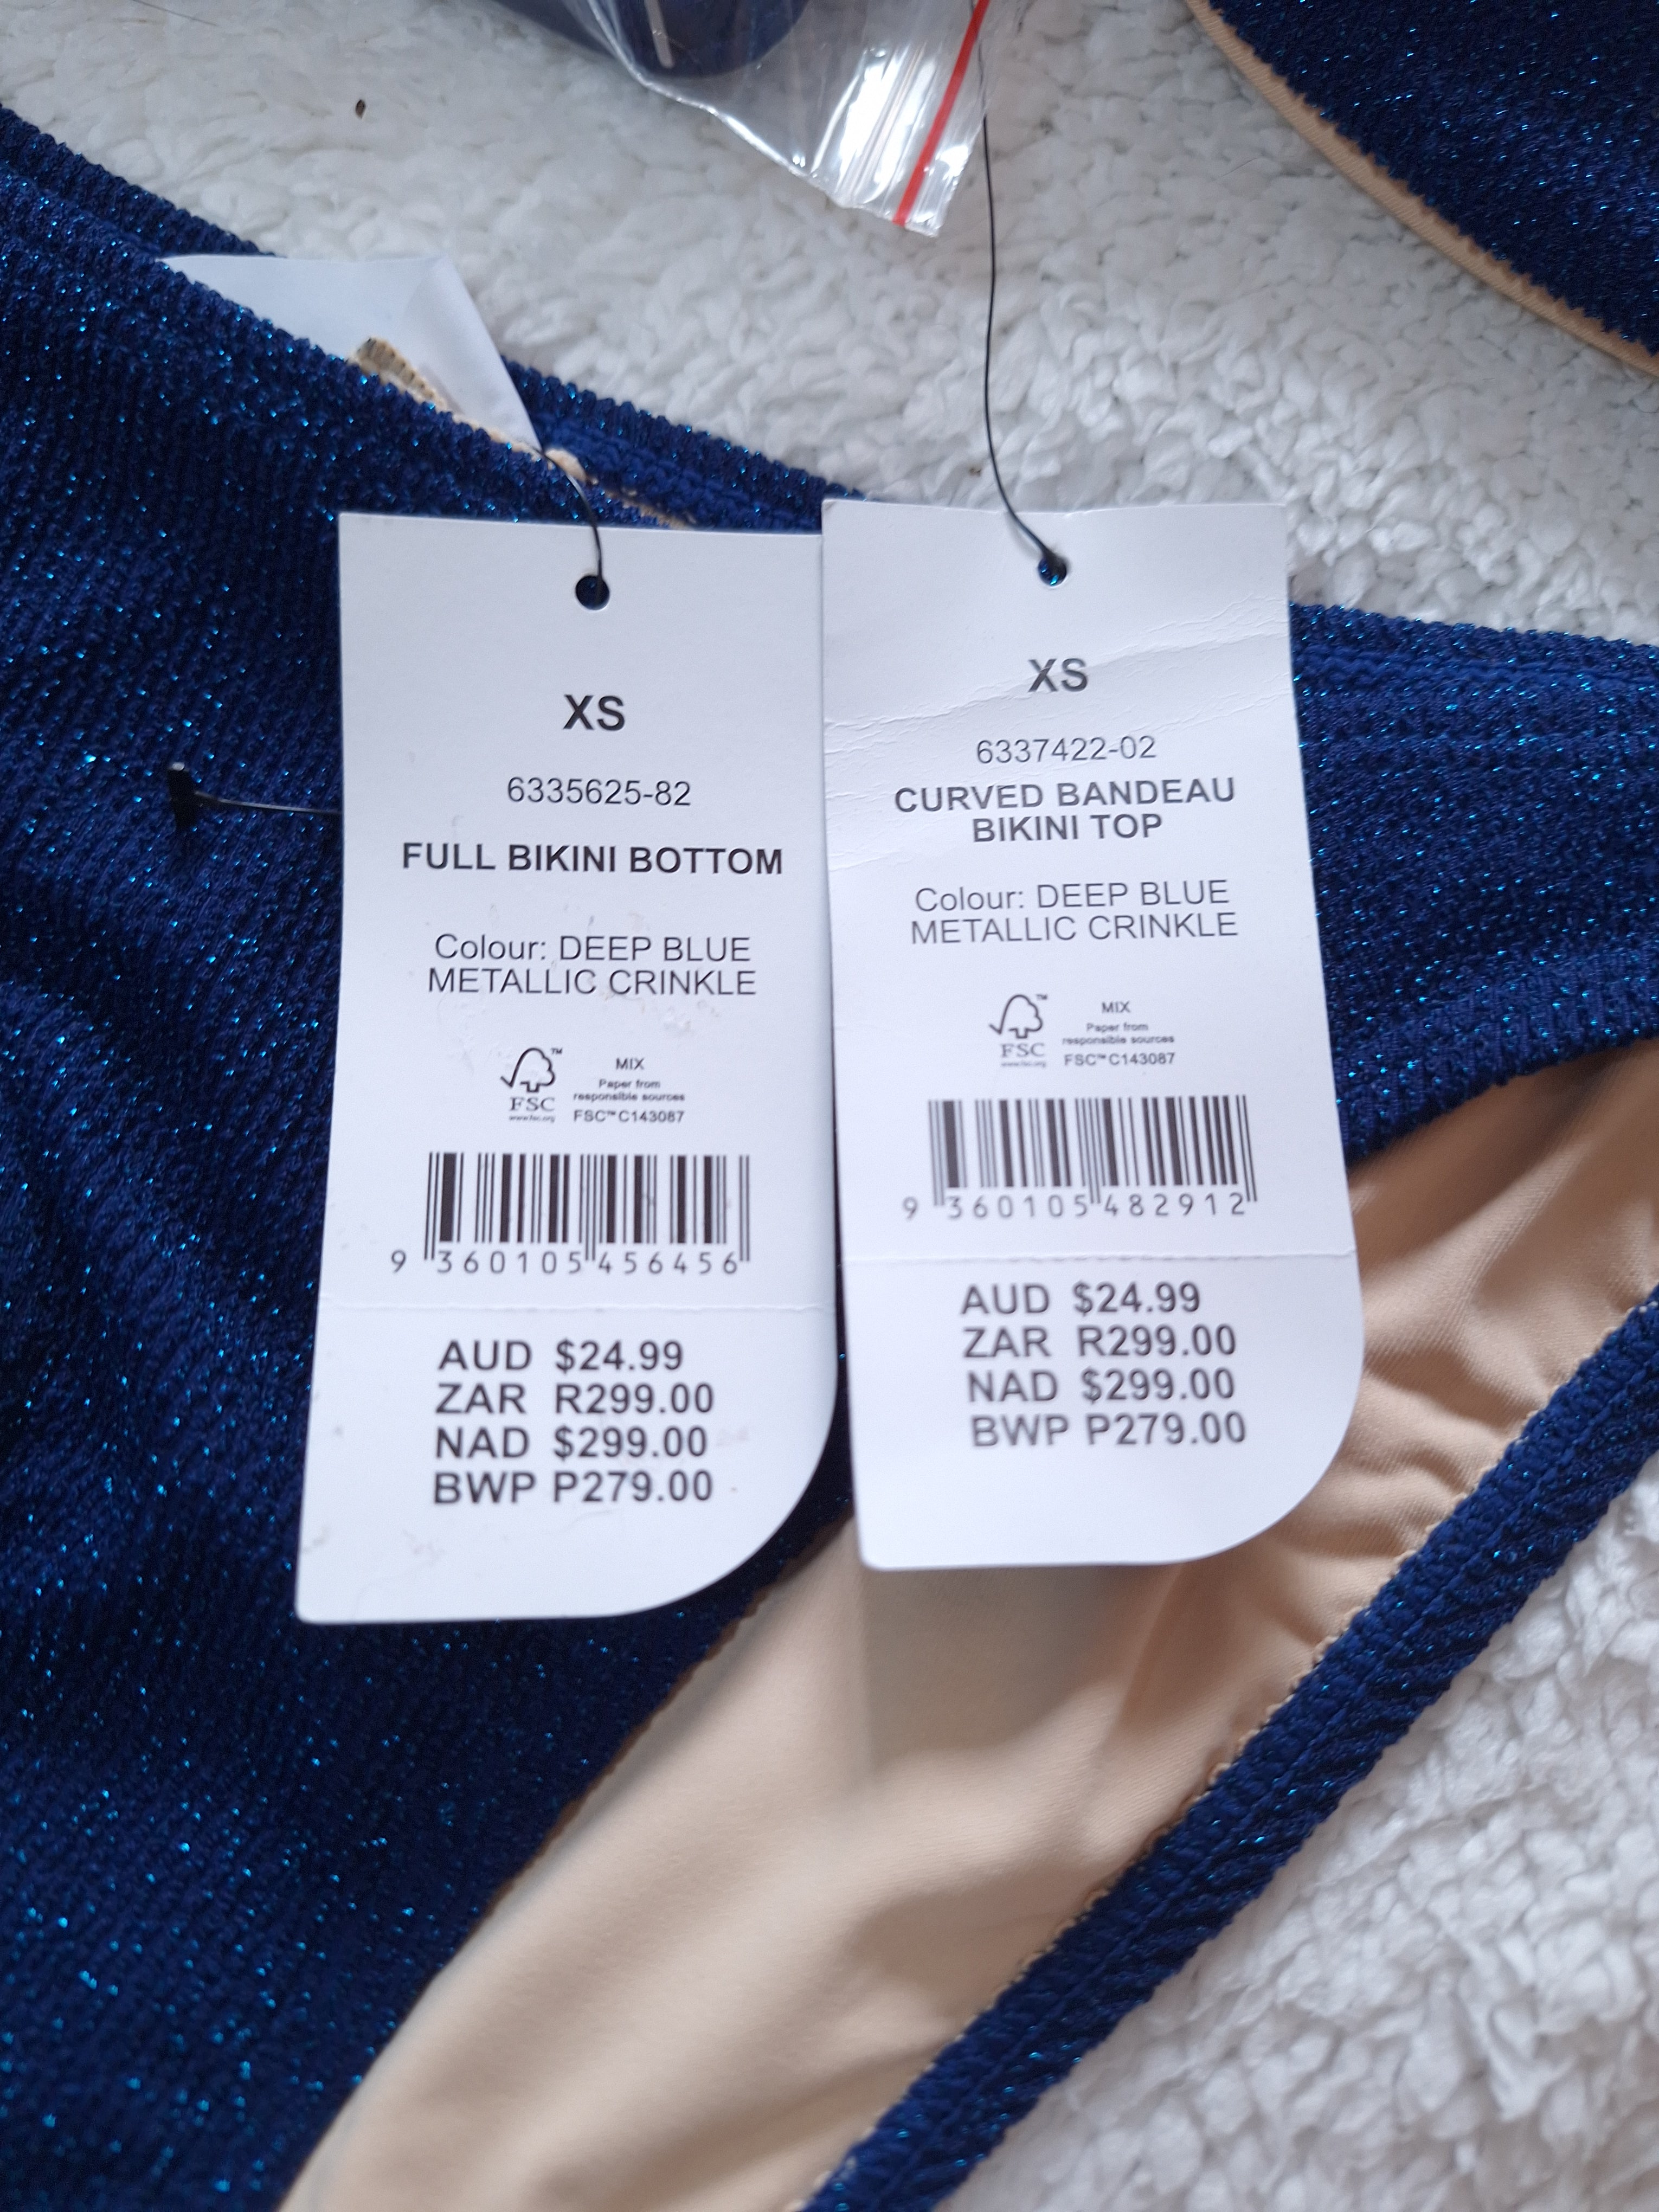 XS
6335625-82
FULL BIKINI BOTTOM
Colour: DEEP BLUE
METALLIC CRINKLE
FSC
™
www.fsc.org
MIX
Paper from
responsible sources
FSC™ C143087
9 360105 456456
AUD $24.99
ZAR R299.00
NAD $299.00
BWP P279.00
XS
6337422-02
CURVED BANDEAU
BIKINI TOP
Colour: DEEP BLUE
METALLIC CRINKLE
FSC
™
www.fsc.org
MIX
Paper from
responsible sources
FSC™ C143087
9 360105 482912
AUD $24.99
ZAR R299.00
NAD $299.00
BWP P279.00